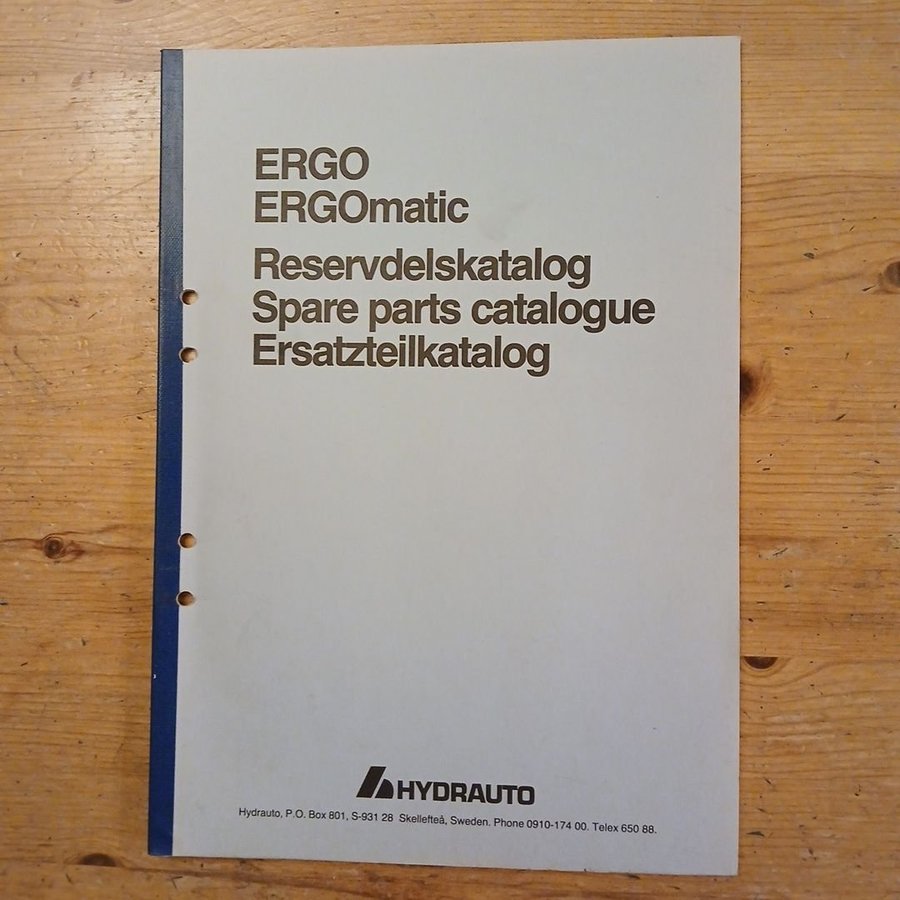 ERGO
ERGOmatic
Reservdelskatalog
Spare parts catalogue
Ersatzteilkatalog
HYDRAUTO
Hydrauto, P.O. Box 801, S-931 28 Skellefteå, Sweden. Phone 0910-174 00. Telex 650 88.